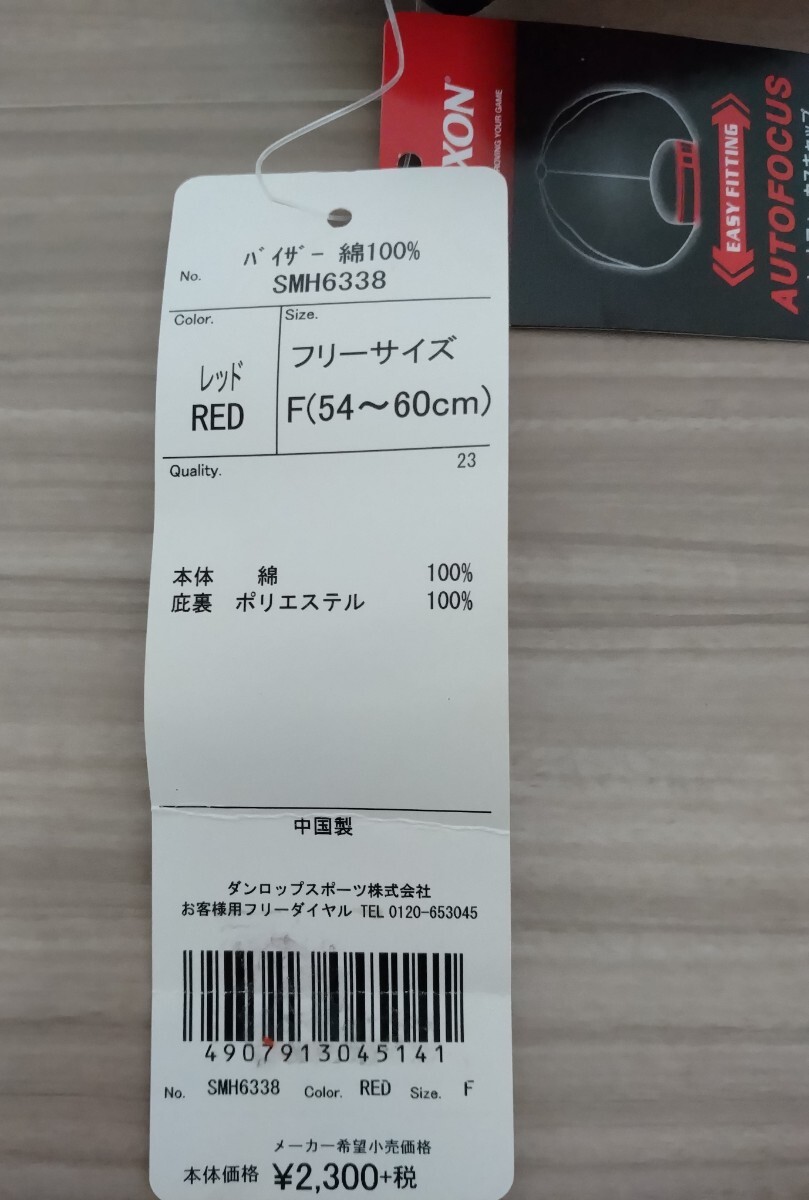 XON®
EASY FITTING
AUTOFOCUS
ﾊﾞｲｻﾞｰ 綿100%
No. SMH6338
Color. Size.
レッド フリーサイズ
RED F(54～60cm)
Quality. 23
本体 綿 100%
庇裏 ポリエステル 100%
中国製
ダンロップスポーツ株式会社
お客様用フリーダイヤル TEL 0120-653045
4907913045141
No. SMH6338 Color. RED Size. F
メーカー希望小売価格
本体価格 ¥2,300+税